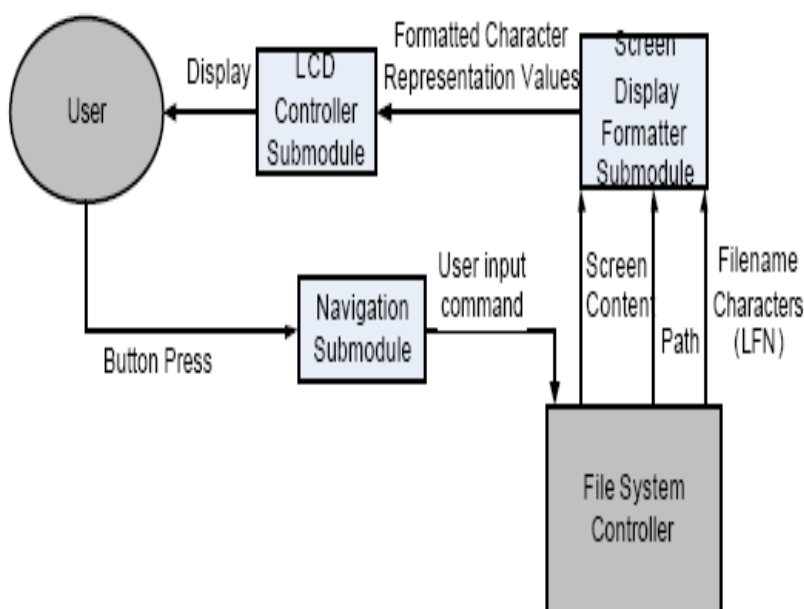 User
Display
LCD
Controller
Submodule
Formatted Character
Representation Values
Screen
Display
Formatter
Submodule
Button Press
Navigation
Submodule
User input
command
Screen
Content
Path
Filename
Characters
(LFN)
File System
Controller